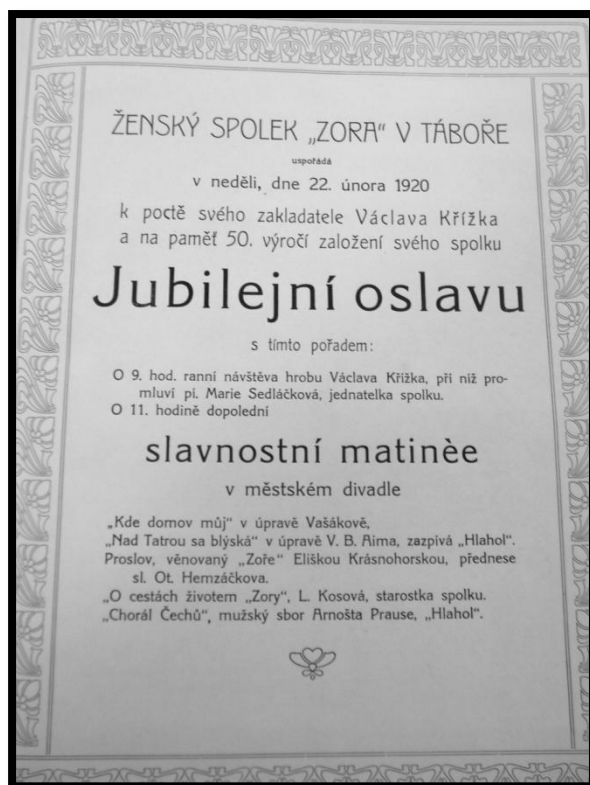 ŽENSKÝ SPOLEK „ZORA" V TÁBOŘE
uspořádá
v neděli, dne 22. února 1920
k poctě svého zakladatele Václava Křížka
a na paměť 50. výročí založení svého spolku
Jubilejní oslavu
s tímto pořadem:
O 9. hod. ranní návštěva hrobu Václava Křížka, při níž pro-
mluví pí. Marie Sedláčková, jednatelka spolku.
O 11. hodině dopolední
slavnostní matinèe
v městském divadle
„Kde domov můj" v úpravě Vašákově,
„Nad Tatrou sa blýská" v úpravě V. B. Aima, zazpívá „Hlahol".
Proslov, věnovaný „Zoře" Eliškou Krásnohorskou, přednese
sl. Ot. Hemzáčkova.
„O cestách životem „Zory", L. Kosová, starostka spolku.
„Chorál Čechů", mužský sbor Arnošta Prause, „Hlahol".